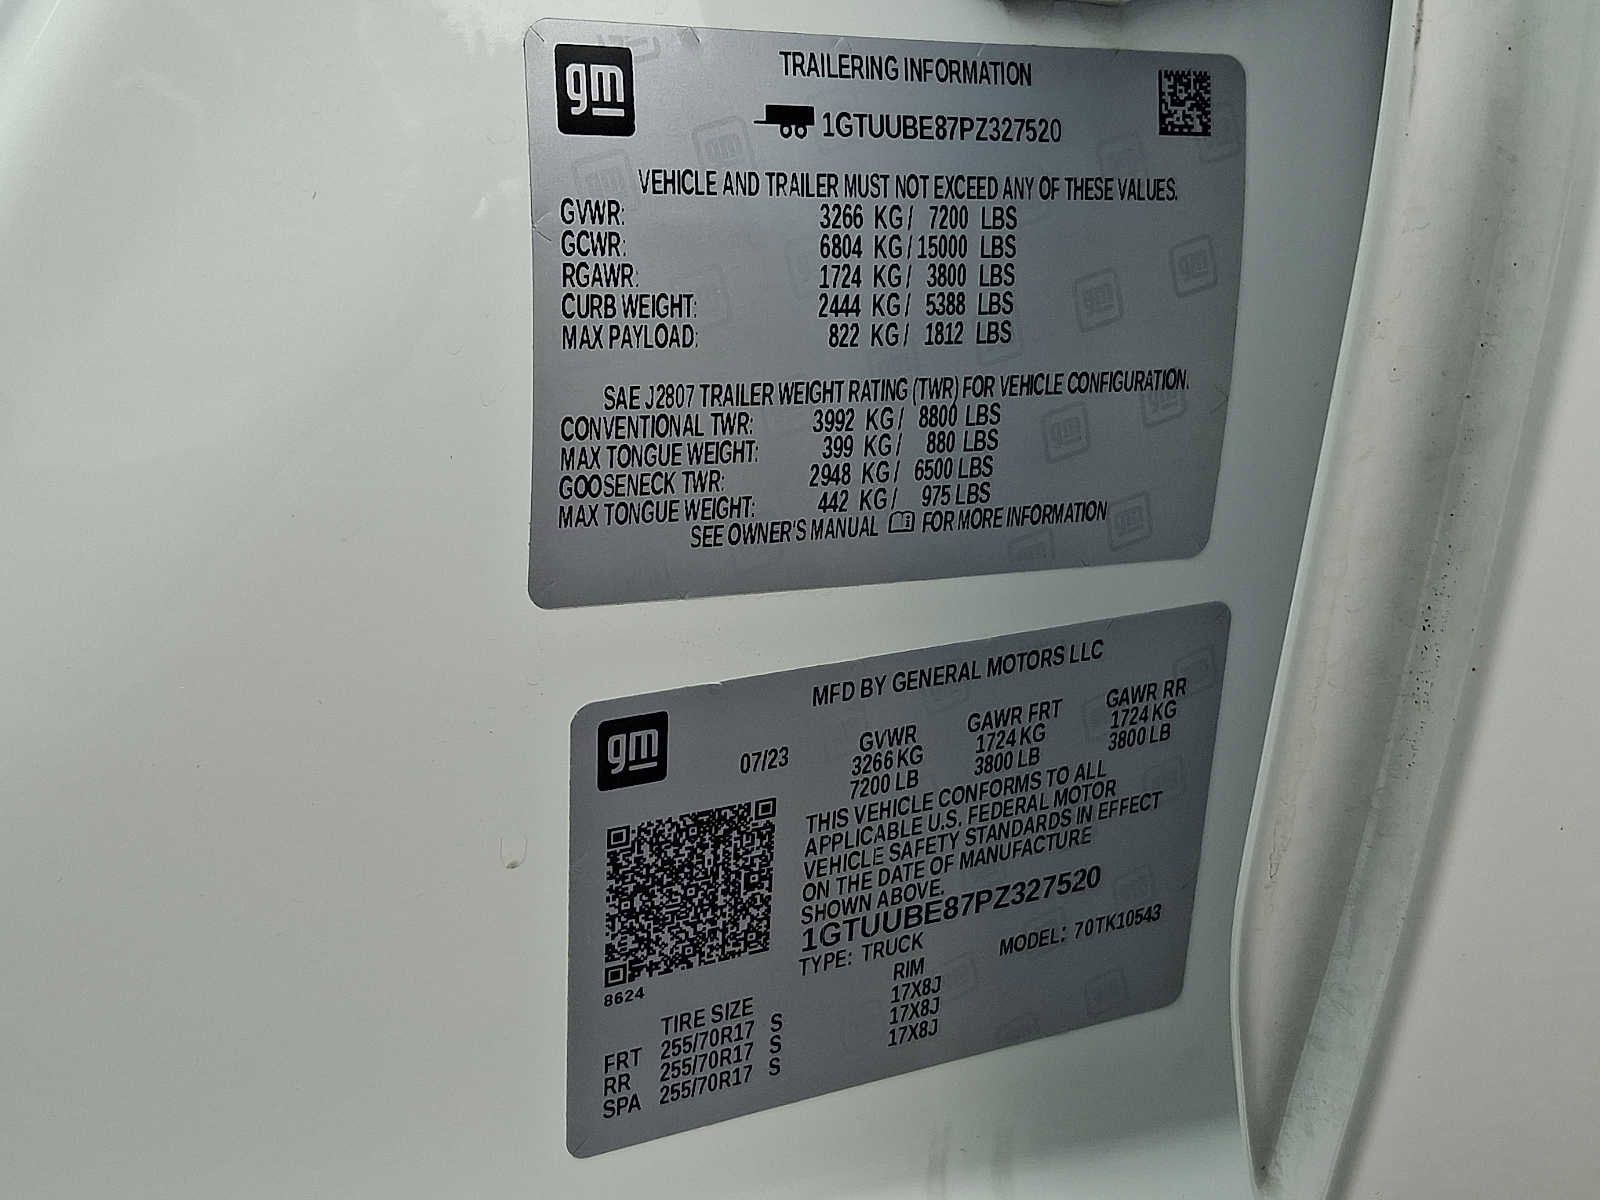 gm
TRAILERING INFORMATION
1GTUUBE87PZ327520
VEHICLE AND TRAILER MUST NOT EXCEED ANY OF THESE VALUES.
GVWR: 3266 KG / 7200 LBS
GCWR: 6804 KG / 15000 LBS
RGAWR: 1724 KG / 3800 LBS
CURB WEIGHT: 2444 KG / 5388 LBS
MAX PAYLOAD: 822 KG / 1812 LBS
SAE J2807 TRAILER WEIGHT RATING (TWR) FOR VEHICLE CONFIGURATION.
CONVENTIONAL TWR: 3992 KG / 8800 LBS
MAX TONGUE WEIGHT: 399 KG / 880 LBS
GOOSENECK TWR: 2948 KG / 6500 LBS
MAX TONGUE WEIGHT: 442 KG / 975 LBS
SEE OWNER'S MANUAL FOR MORE INFORMATION
MFD BY GENERAL MOTORS LLC
gm
07/23
GVWR GAWR FRT GAWR RR
3266 KG 1724 KG 1724 KG
7200 LB 3800 LB 3800 LB
THIS VEHICLE CONFORMS TO ALL
APPLICABLE U.S. FEDERAL MOTOR
VEHICLE SAFETY STANDARDS IN EFFECT
ON THE DATE OF MANUFACTURE
SHOWN ABOVE.
1GTUUBE87PZ327520
TYPE: TRUCK MODEL: 70TK10543
8624
TIRE SIZE RIM
FRT 255/70R17 S 17X8J
RR 255/70R17 S 17X8J
SPA 255/70R17 S 17X8J